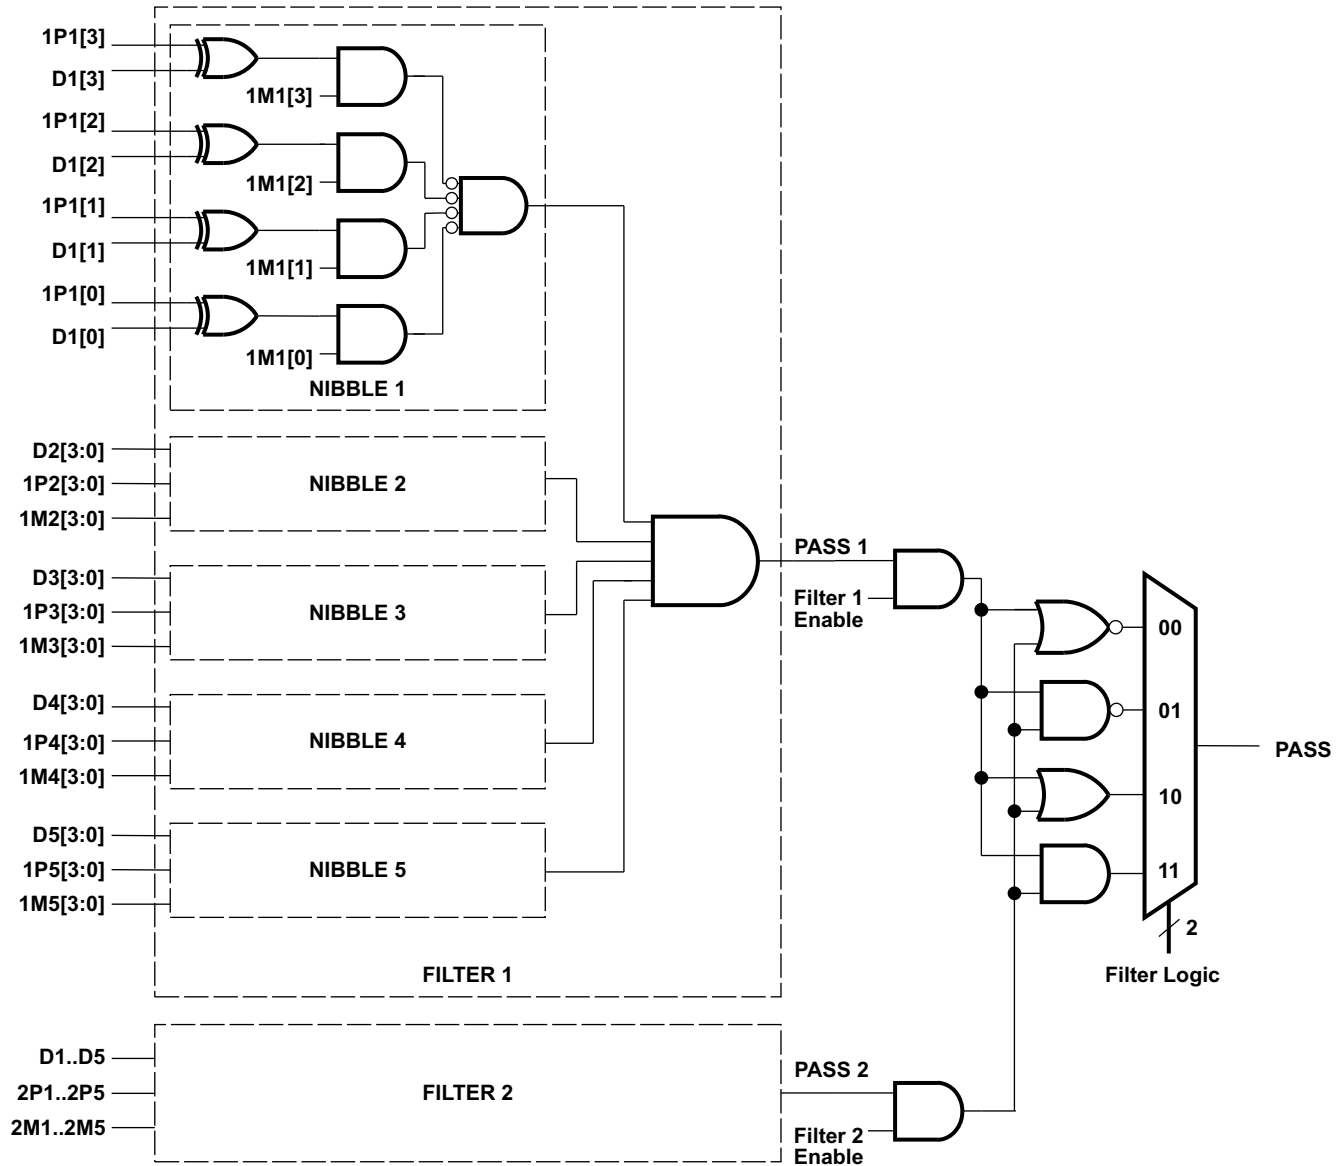 1P1[3]
D1[3]
1M1[3]
1P1[2]
D1[2]
1M1[2]
1P1[1]
D1[1]
1M1[1]
1P1[0]
D1[0]
1M1[0]
NIBBLE 1
D2[3:0]
1P2[3:0]
1M2[3:0]
NIBBLE 2
D3[3:0]
1P3[3:0]
1M3[3:0]
NIBBLE 3
D4[3:0]
1P4[3:0]
1M4[3:0]
NIBBLE 4
D5[3:0]
1P5[3:0]
1M5[3:0]
NIBBLE 5
FILTER 1
PASS 1
Filter 1
Enable
00
01
10
11
PASS
2
Filter Logic
D1..D5
2P1..2P5
2M1..2M5
FILTER 2
PASS 2
Filter 2
Enable